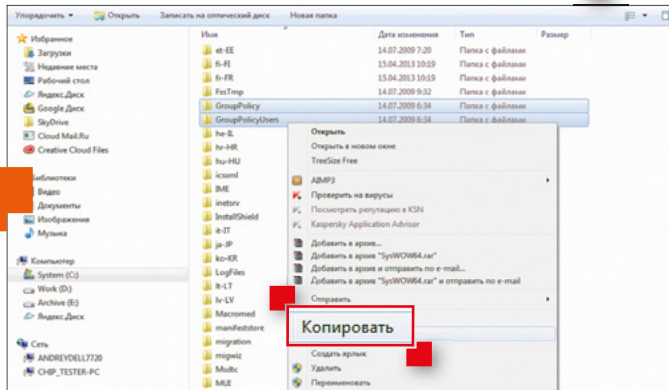 Упорядочить
Открыть
Записать на оптический диск
Новая папка
Избранное
Загрузки
Недавние места
Рабочий стол
Яндекс.Диск
Google Диск
SkyDrive
Cloud Mail.Ru
Creative Cloud Files
Видео
Документы
Изображения
Музыка
Компьютер
System (C:)
Work (D:)
Archive (E:)
Яндекс.Диск
Сеть
ANDREYDELL7720
CHIP_TESTER-PC
Имя Дата изменения Тип Размер
et-EE 14.07.2009 7:20 Папка с файлами
fi-FI 15.04.2013 10:19 Папка с файлами
fr-FR 15.04.2013 10:19 Папка с файлами
FxsTmp 14.07.2009 9:32 Папка с файлами
GroupPolicy 14.07.2009 6:34 Папка с файлами
GroupPolicyUsers 14.07.2009 6:34 Папка с файлами
he-IL
hr-HR
hu-HU
icsxml
IME
inetsrv
InstallShield
it-IT
ja-JP
ko-KR
LogFiles
lt-LT
lv-LV
Macromed
manifeststore
migration
migwiz
Msdtc
MUI
Открыть
Открыть в новом окне
TreeSize Free
AIMP3
Проверить на вирусы
Посмотреть репутацию в KSN
Kaspersky Application Advisor
Добавить в архив...
Добавить в архив "SysWOW64.rar"
Добавить в архив и отправить по e-mail...
Добавить в архив "SysWOW64.rar" и отправить по e-mail
Отправить
Копировать
Создать ярлык
Удалить
Переименовать